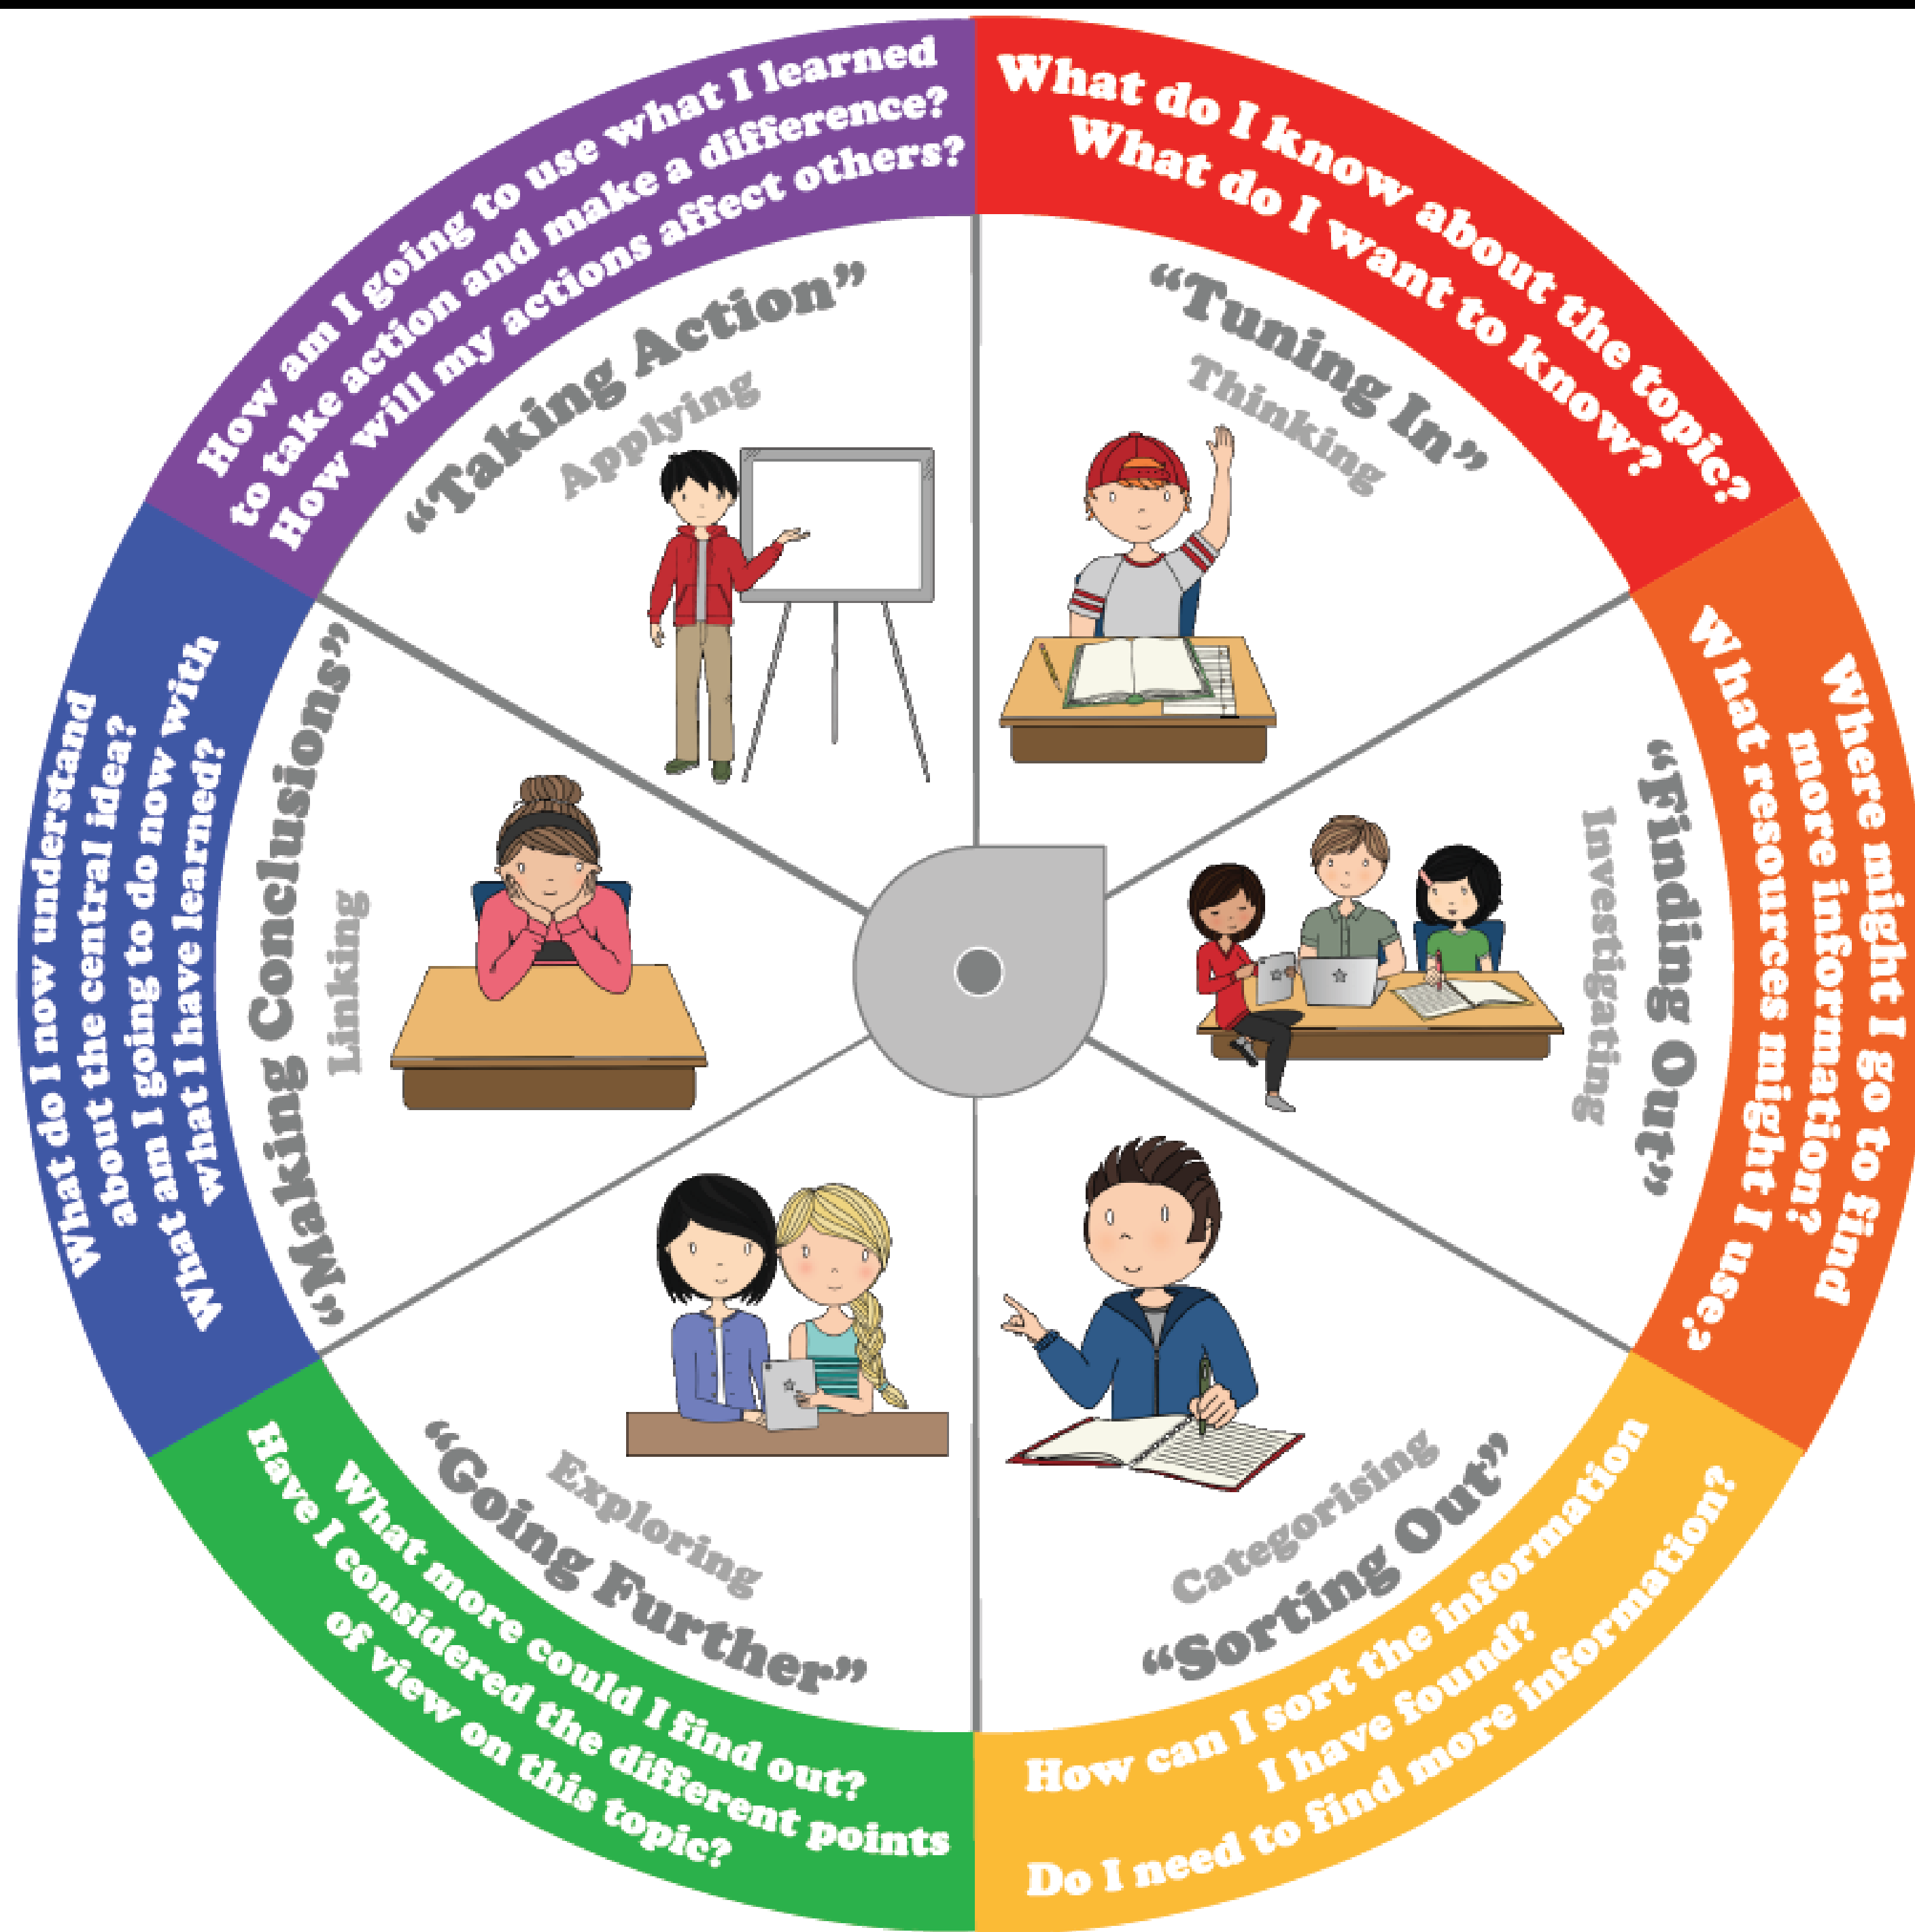 What do I know about the topic?
What do I want to know?
“Tuning In”
Thinking
Where might I go to find
more information?
What resources might I use?
“Finding Out”
Investigating
How can I sort the information
I have found?
Do I need to find more information?
“Sorting Out”
Categorising
What more could I find out?
Have I considered the different points
of view on this topic?
“Going Further”
Exploring
What do I now understand
about the central idea?
What am I going to do now with
what I have learned?
“Making Conclusions”
Linking
How am I going to use what I learned
to take action and make a difference?
How will my actions affect others?
“Taking Action”
Applying